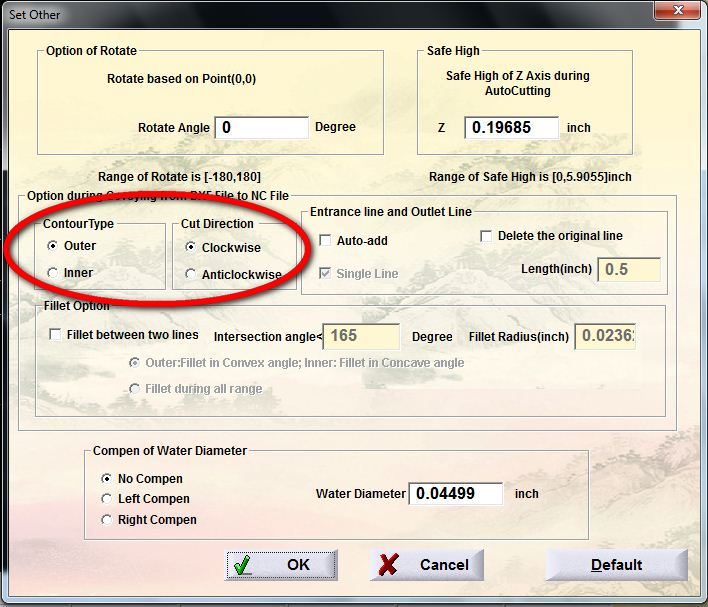 Set Other
Option of Rotate
Rotate based on Point(0,0)
Rotate Angle 0 Degree
Range of Rotate is [-180,180]
Safe High
Safe High of Z Axis during
AutoCutting
Z 0.19685 inch
Range of Safe High is [0,5.9055]inch
Option during from DXF File to NC File
ContourType
Outer
Inner
Cut Direction
Clockwise
Anticlockwise
Entrance line and Outlet Line
Auto-add
Delete the original line
Single Line
Length(inch) 0.5
Fillet Option
Fillet between two lines Intersection angle< 165 Degree Fillet Radius(inch) 0.0236
Outer:Fillet in Convex angle; Inner: Fillet in Concave angle
Fillet during all range
Compen of Water Diameter
No Compen
Left Compen
Right Compen
Water Diameter 0.04499 inch
OK
Cancel
Default